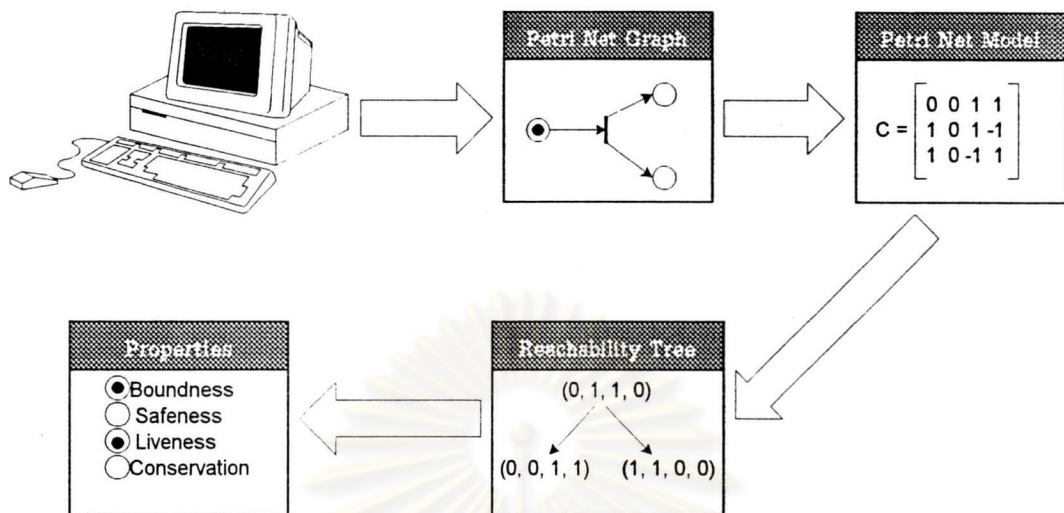 Petri Net Graph
Petri Net Model
C =
0 0 1 1
1 0 1 -1
1 0 -1 1
Reachability Tree
(0, 1, 1, 0)
(0, 0, 1, 1) (1, 1, 0, 0)
Properties
Boundness
Safeness
Liveness
Conservation